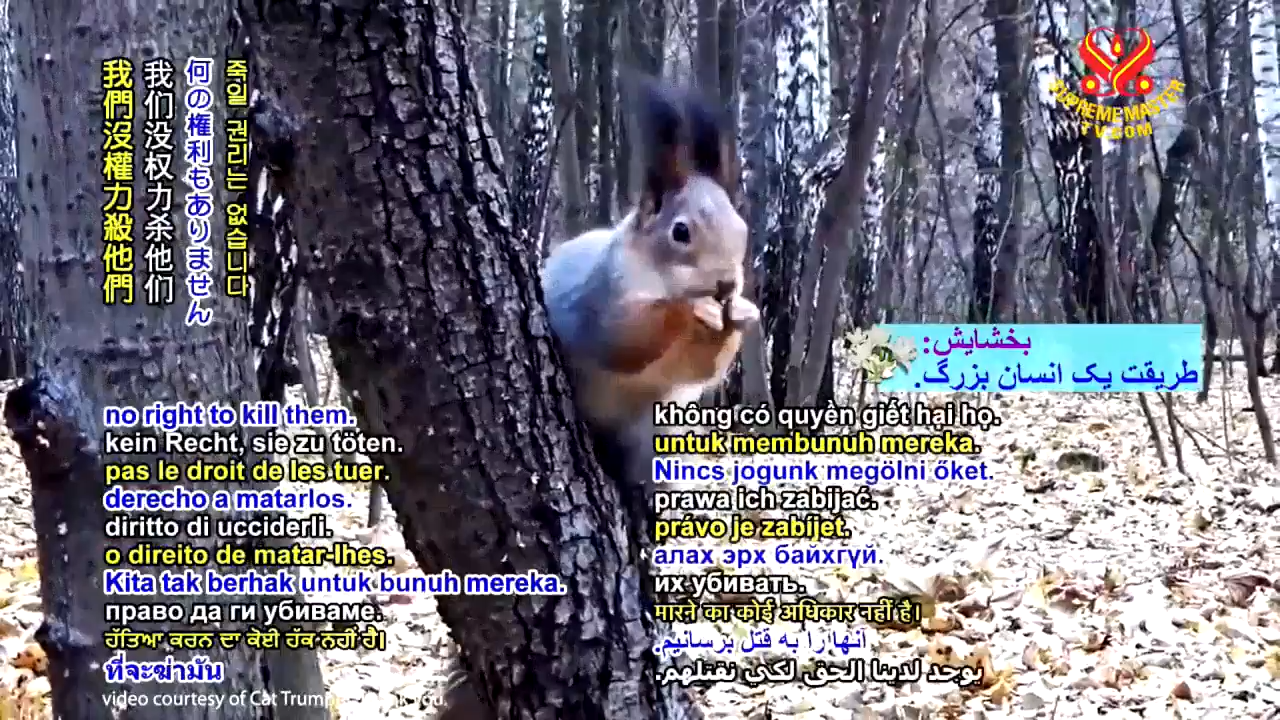 我們沒權力殺他們
我们没权力杀他们
何の権利もありません
죽일 권리는 없습니다
SUPREME MASTER
TV.COM
بخشایش:
طریقت یک انسان بزرگ.
no right to kill them.
kein Recht, sie zu töten.
pas le droit de les tuer.
derecho a matarlos.
diritto di ucciderli.
o direito de matar-lhes.
Kita tak berhak untuk bunuh mereka.
право да ги убиваме.
ਹੱਤਿਆ ਕਰਨ ਦਾ ਕੋਈ ਹੱਕ ਨਹੀਂ ਹੈ।
ที่จะฆ่ามัน
không có quyền giết hại họ.
untuk membunuh mereka.
Nincs jogunk megölni őket.
prawa ich zabijać.
právo je zabíjet.
алах эрх байхгүй.
их убивать.
मारने का कोई अधिकार नहीं है।
آنها را به قتل برسانیم.
يوجد لدينا الحق لكي نقتلهم.
video courtesy of Cat Trump
you.